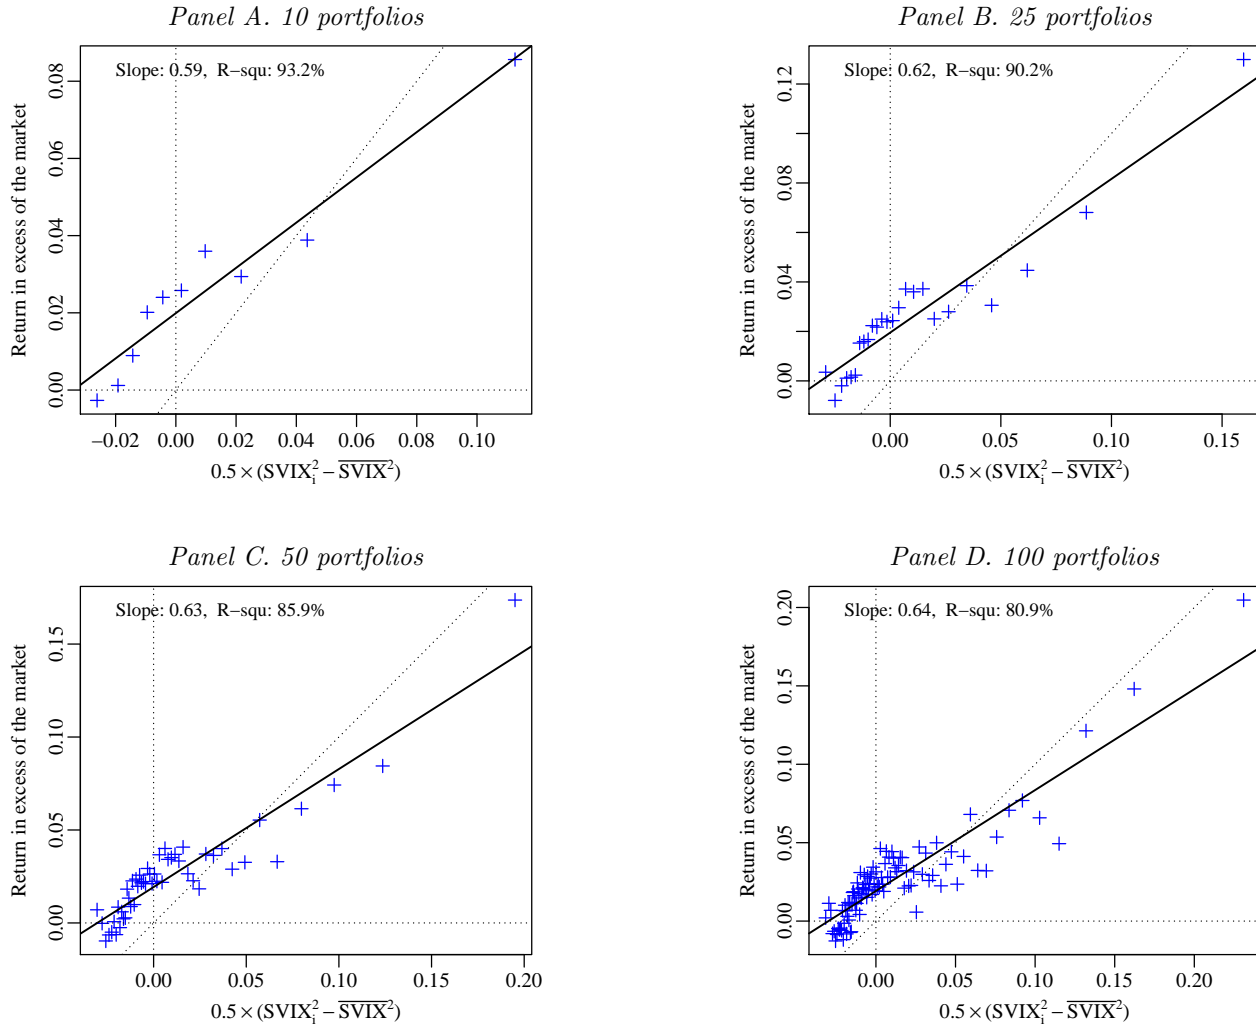 Panel A. 10 portfolios
Slope: 0.59, R−squ: 93.2%
Return in excess of the market
0.08
0.06
0.04
0.02
0.00
−0.02 0.00 0.02 0.04 0.06 0.08 0.10
0.5 × (SVIX²ᵢ − S̅V̅I̅X̅²)
Panel B. 25 portfolios
Slope: 0.62, R−squ: 90.2%
Return in excess of the market
0.12
0.08
0.04
0.00
0.00 0.05 0.10 0.15
0.5 × (SVIX²ᵢ − S̅V̅I̅X̅²)
Panel C. 50 portfolios
Slope: 0.63, R−squ: 85.9%
Return in excess of the market
0.15
0.10
0.05
0.00
0.00 0.05 0.10 0.15 0.20
0.5 × (SVIX²ᵢ − S̅V̅I̅X̅²)
Panel D. 100 portfolios
Slope: 0.64, R−squ: 80.9%
Return in excess of the market
0.20
0.15
0.10
0.05
0.00
0.00 0.05 0.10 0.15 0.20
0.5 × (SVIX²ᵢ − S̅V̅I̅X̅²)